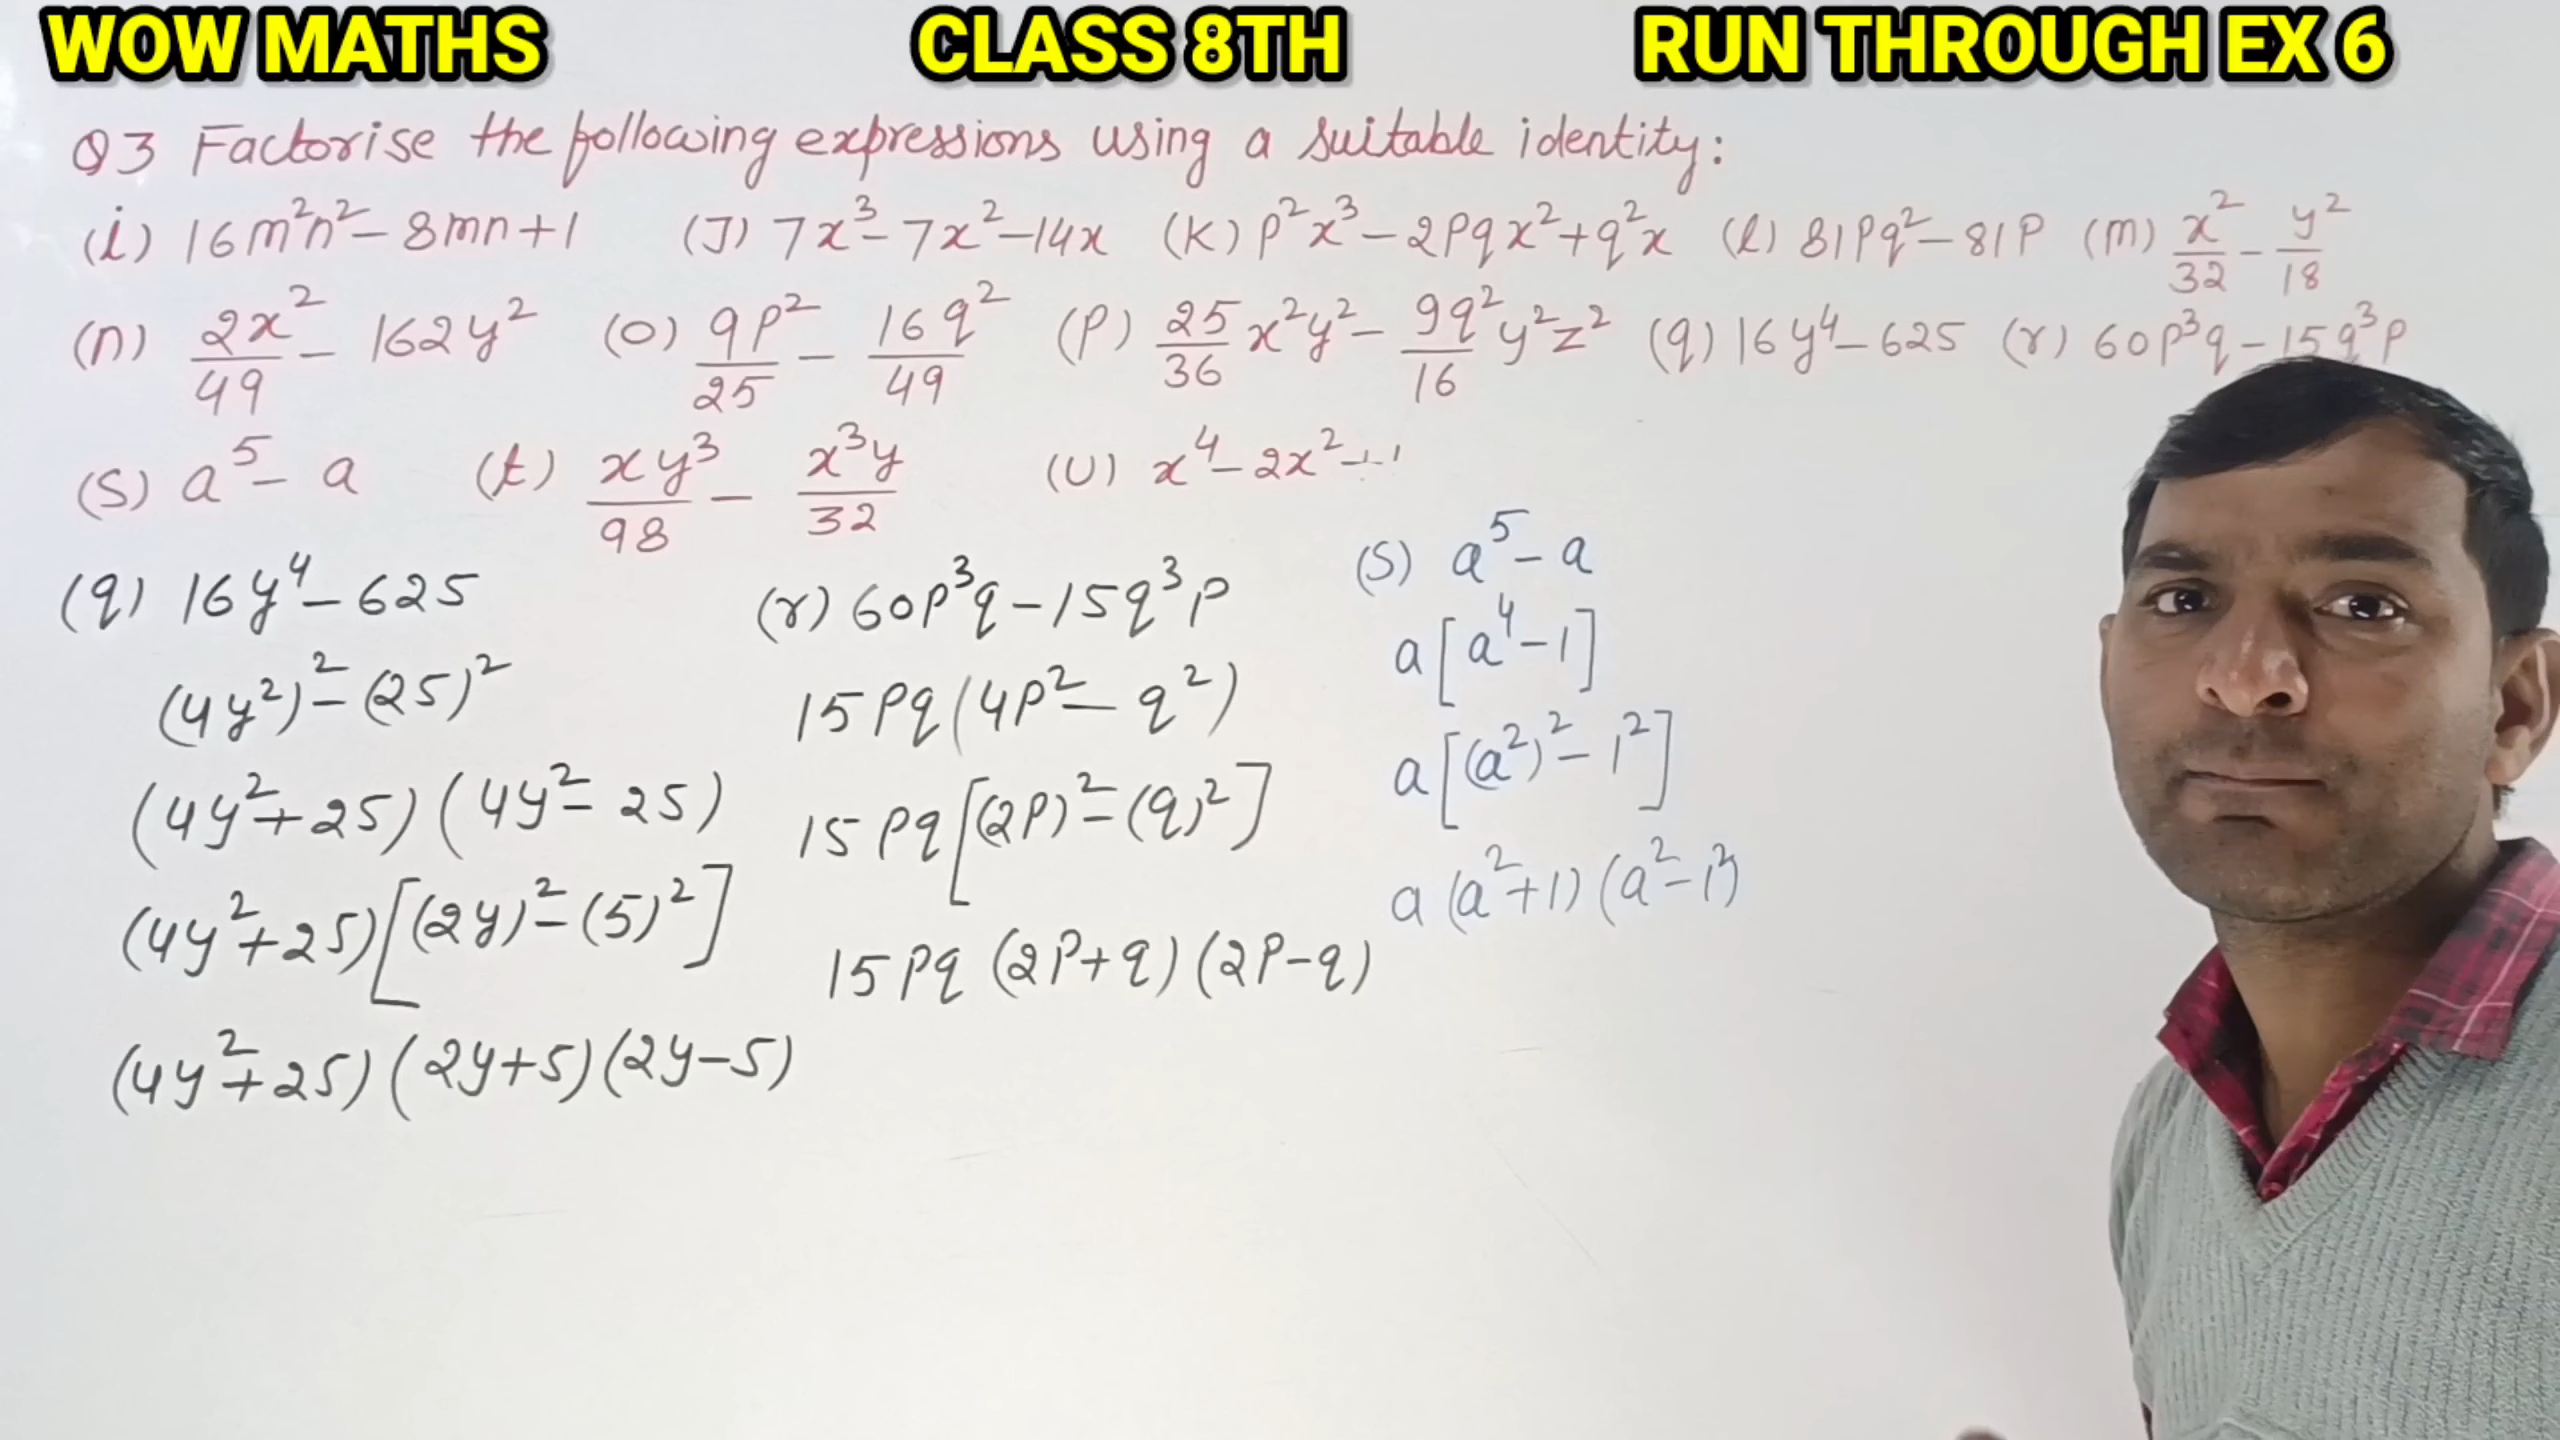 WOW MATHS CLASS 8TH RUN THROUGH EX 6
Q3 Factorise the following expressions using a suitable identity:
(i) 16m²n² - 8mn + 1 (J) 7x³ - 7x² - 14x (K) p²x³ - 2pqx² + q²x (l) 81pq² - 81p (m) x²/32 - y²/18
(n) 2x²/49 - 162y² (o) 9p²/25 - 16q²/49 (P) 25/36 x²y² - 9q²/16 y²z² (q) 16y⁴ - 625 (r) 60p³q - 15q³p
(S) a⁵ - a (t) xy³/98 - x³y/32 (U) x⁴ - 2x² + 1
(q) 16y⁴ - 625
(4y²)² - (25)²
(4y² + 25) (4y² - 25)
(4y² + 25) [(2y)² - (5)²]
(4y² + 25) (2y + 5) (2y - 5)
(r) 60p³q - 15q³p
15pq (4p² - q²)
15pq [(2p)² - (q)²]
15pq (2p + q) (2p - q)
(S) a⁵ - a
a [a⁴ - 1]
a [(a²)² - 1²]
a (a² + 1) (a² - 1²)